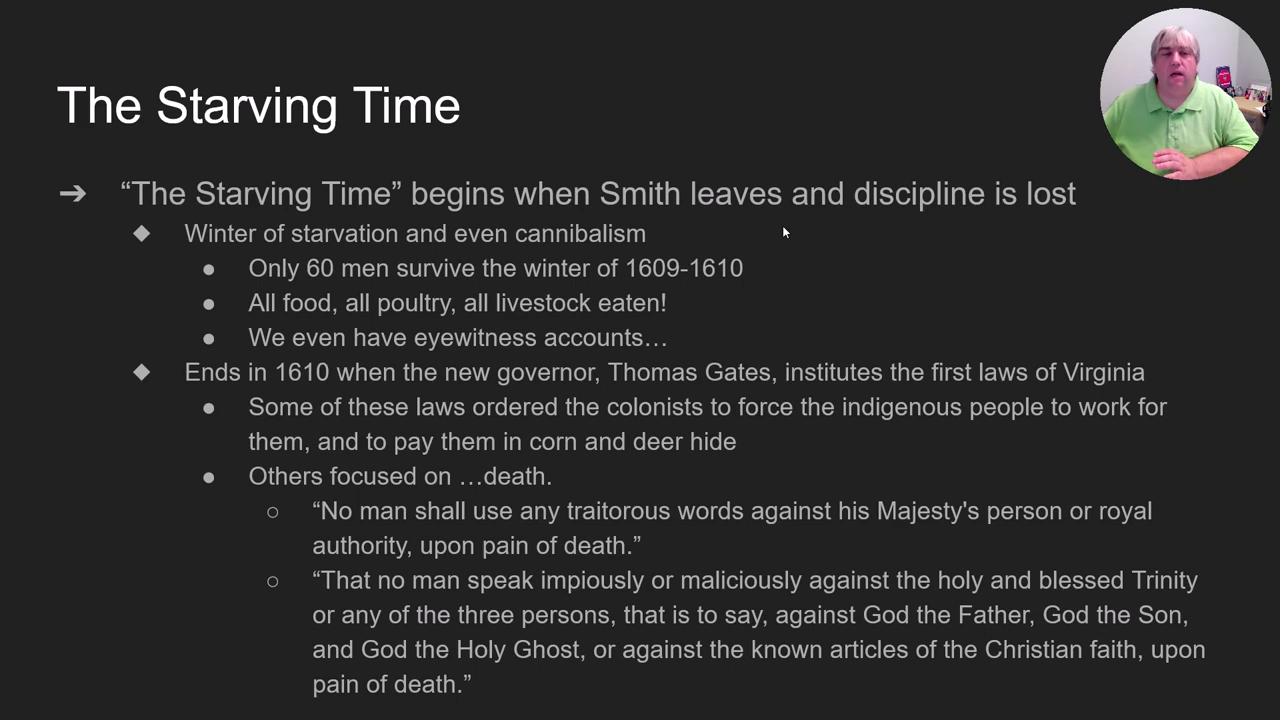 The Starving Time
➔ “The Starving Time” begins when Smith leaves and discipline is lost
◆ Winter of starvation and even cannibalism
● Only 60 men survive the winter of 1609-1610
● All food, all poultry, all livestock eaten!
● We even have eyewitness accounts…
◆ Ends in 1610 when the new governor, Thomas Gates, institutes the first laws of Virginia
● Some of these laws ordered the colonists to force the indigenous people to work for
them, and to pay them in corn and deer hide
● Others focused on …death.
○ “No man shall use any traitorous words against his Majesty's person or royal
authority, upon pain of death.”
○ “That no man speak impiously or maliciously against the holy and blessed Trinity
or any of the three persons, that is to say, against God the Father, God the Son,
and God the Holy Ghost, or against the known articles of the Christian faith, upon
pain of death.”